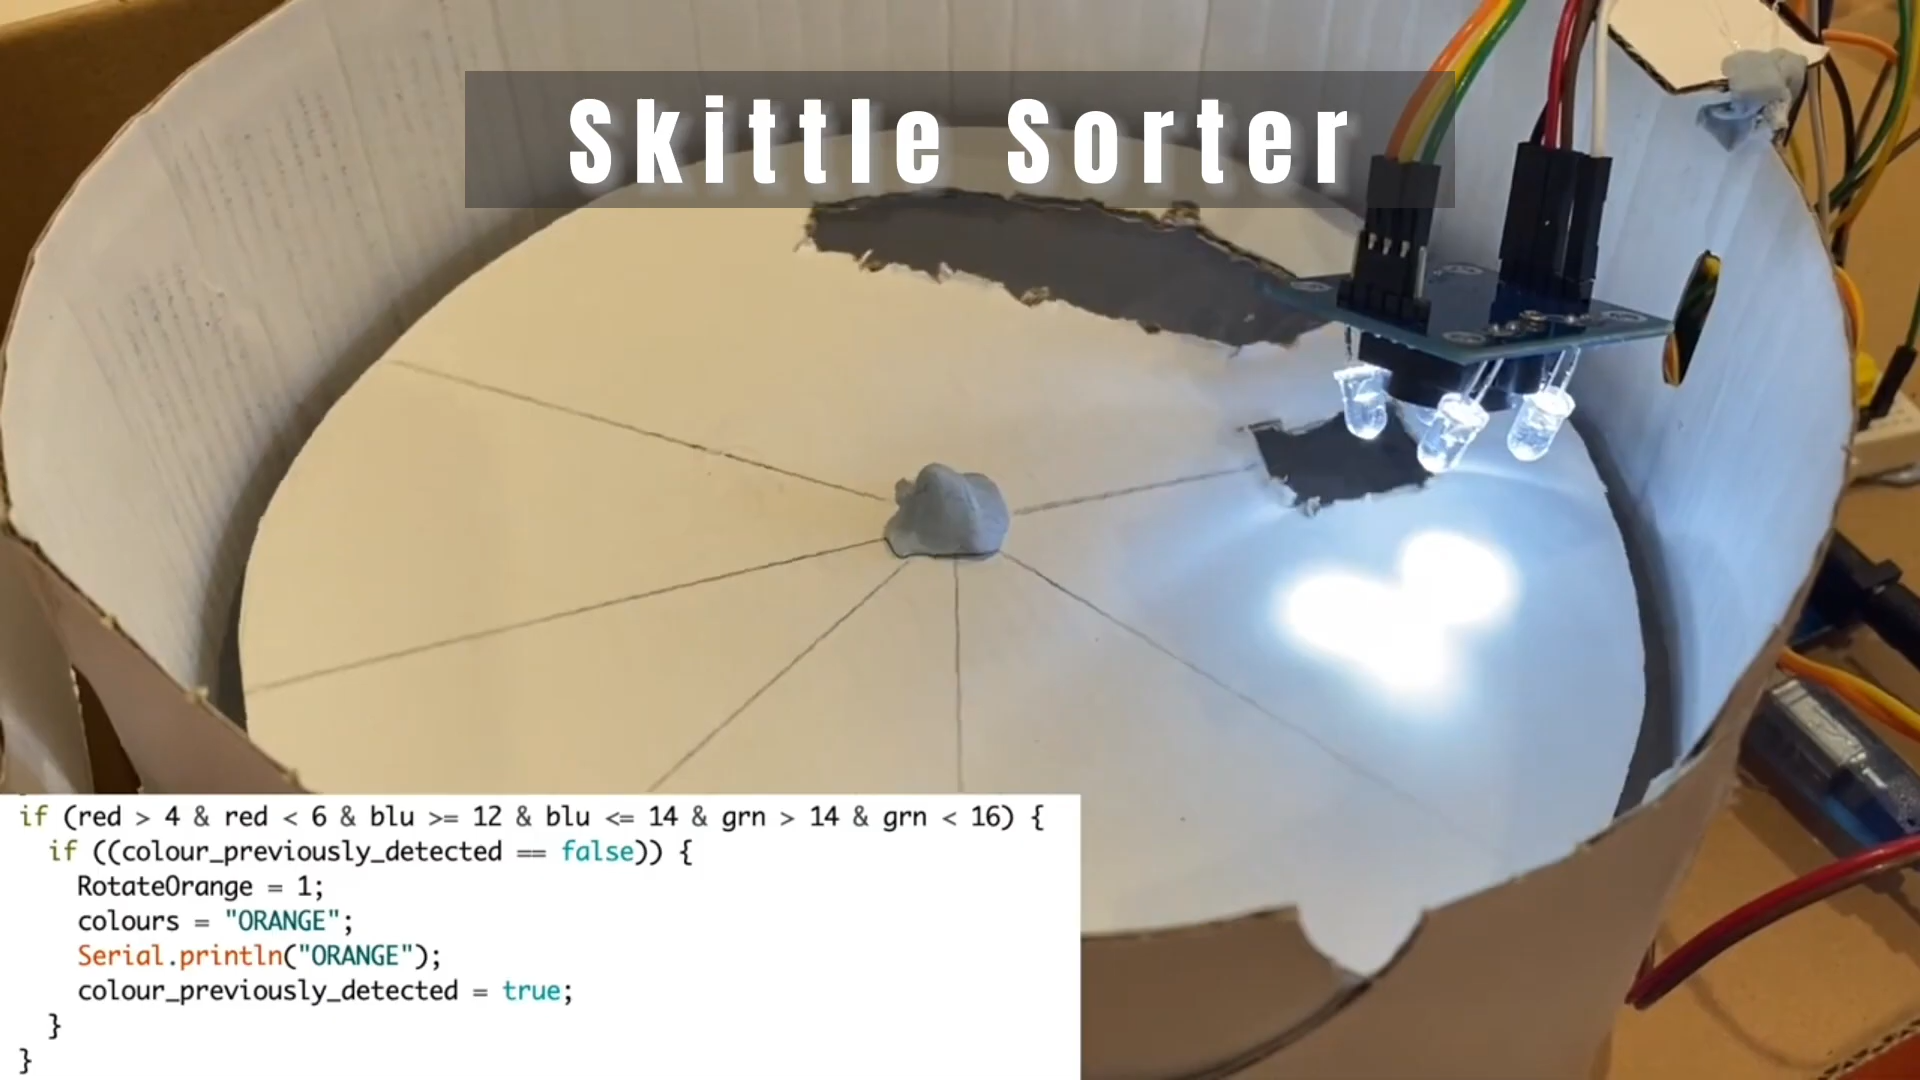 Skittle Sorter
if (red > 4 & red < 6 & blu >= 12 & blu <= 14 & grn > 14 & grn < 16) {
if ((colour_previously_detected == false)) {
RotateOrange = 1;
colours = "ORANGE";
Serial.println("ORANGE");
colour_previously_detected = true;
}
}